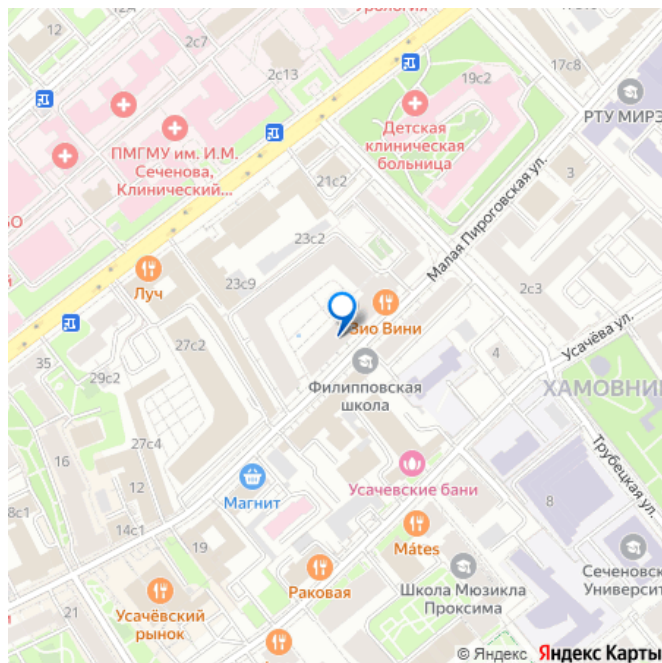 12
2с7
Урология
2с13
19с2
17с8
РТУ МИРЭ
Детская
клиническая
больница
ПМГМУ им. И.М.
Сеченова,
Клинический...
21с2
3
Малая Пироговская ул.
23с2
23с9
Луч
2с3
Зио Вини
Усачёва ул.
27с2
35
29с2
4
Филипповская
школа
ХАМОВНИ
Трубецкая ул.
27с4
16
12
Магнит
Усачевские бани
8
14с1
19
Mátes
Раковая
Школа Мюзикла
Проксима
Сеченовс
Университ
Усачёвский
рынок
21
© Яндекс Яндекс Карты